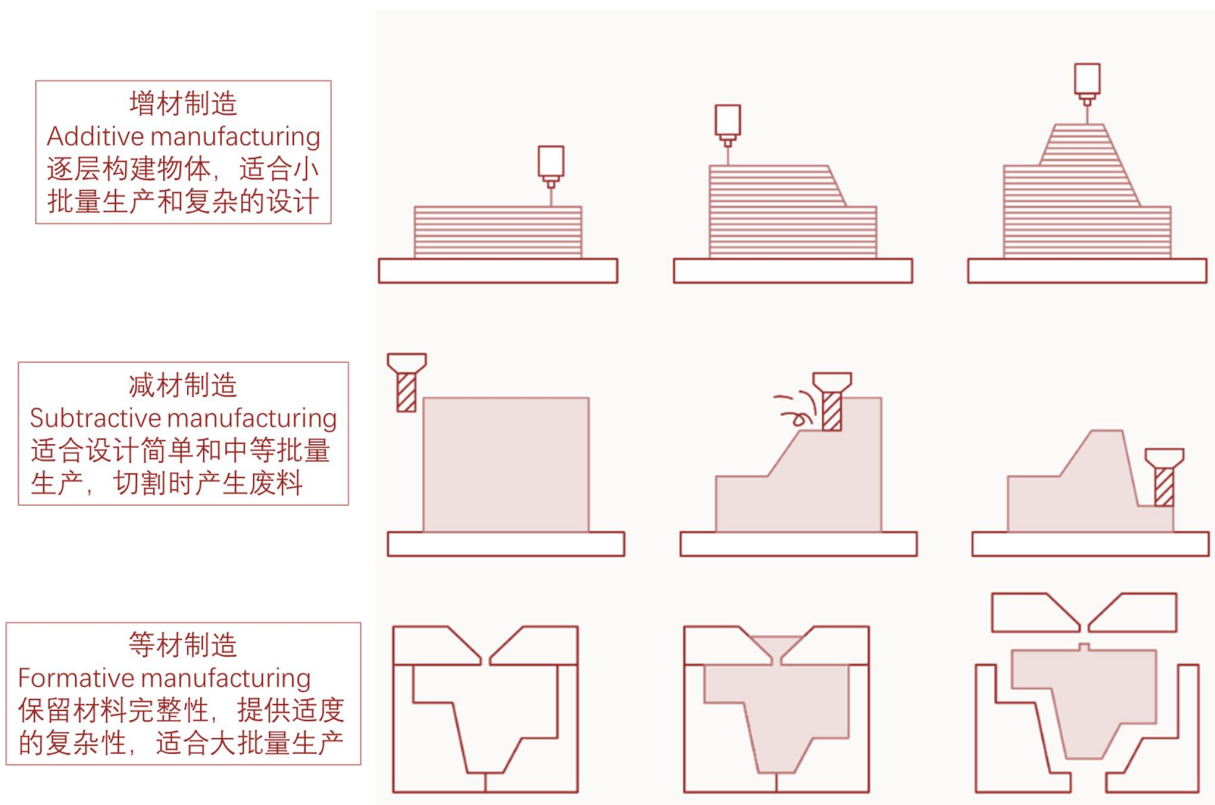 增材制造
Additive manufacturing
逐层构建物体，适合小
批量生产和复杂的设计
减材制造
Subtractive manufacturing
适合设计简单和中等批量
生产，切割时产生废料
等材制造
Formative manufacturing
保留材料完整性，提供适度
的复杂性，适合大批量生产